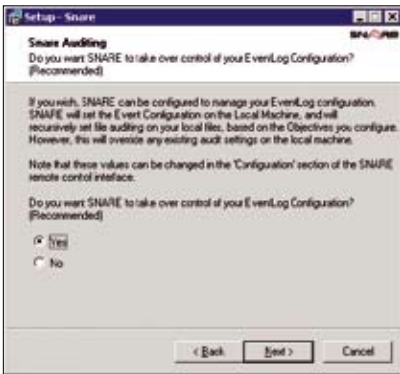 Setup - Snare
SNARE
Snare Auditing
Do you want SNARE to take over control of your EventLog Configuration?
(Recommended)
If you wish, SNARE can be configured to manage your EventLog configuration.
SNARE will set the Event Configuration on the Local Machine, and will
recursively set file auditing on your local files, based on the Objectives you configure.
However, this will override any existing audit settings on the local machine.
Note that these values can be changed in the 'Configuration' section of the SNARE
remote control interface.
Do you want SNARE to take over control of your EventLog Configuration?
(Recommended)
Yes
No
< Back
Next >
Cancel